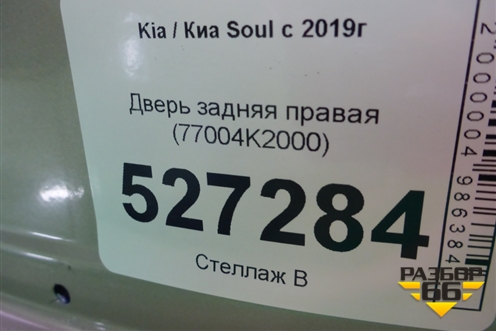 Kia / Киа Soul с 2019г
Дверь задняя правая
(77004K2000)
527284
Стеллаж В
РАЗБОР
66